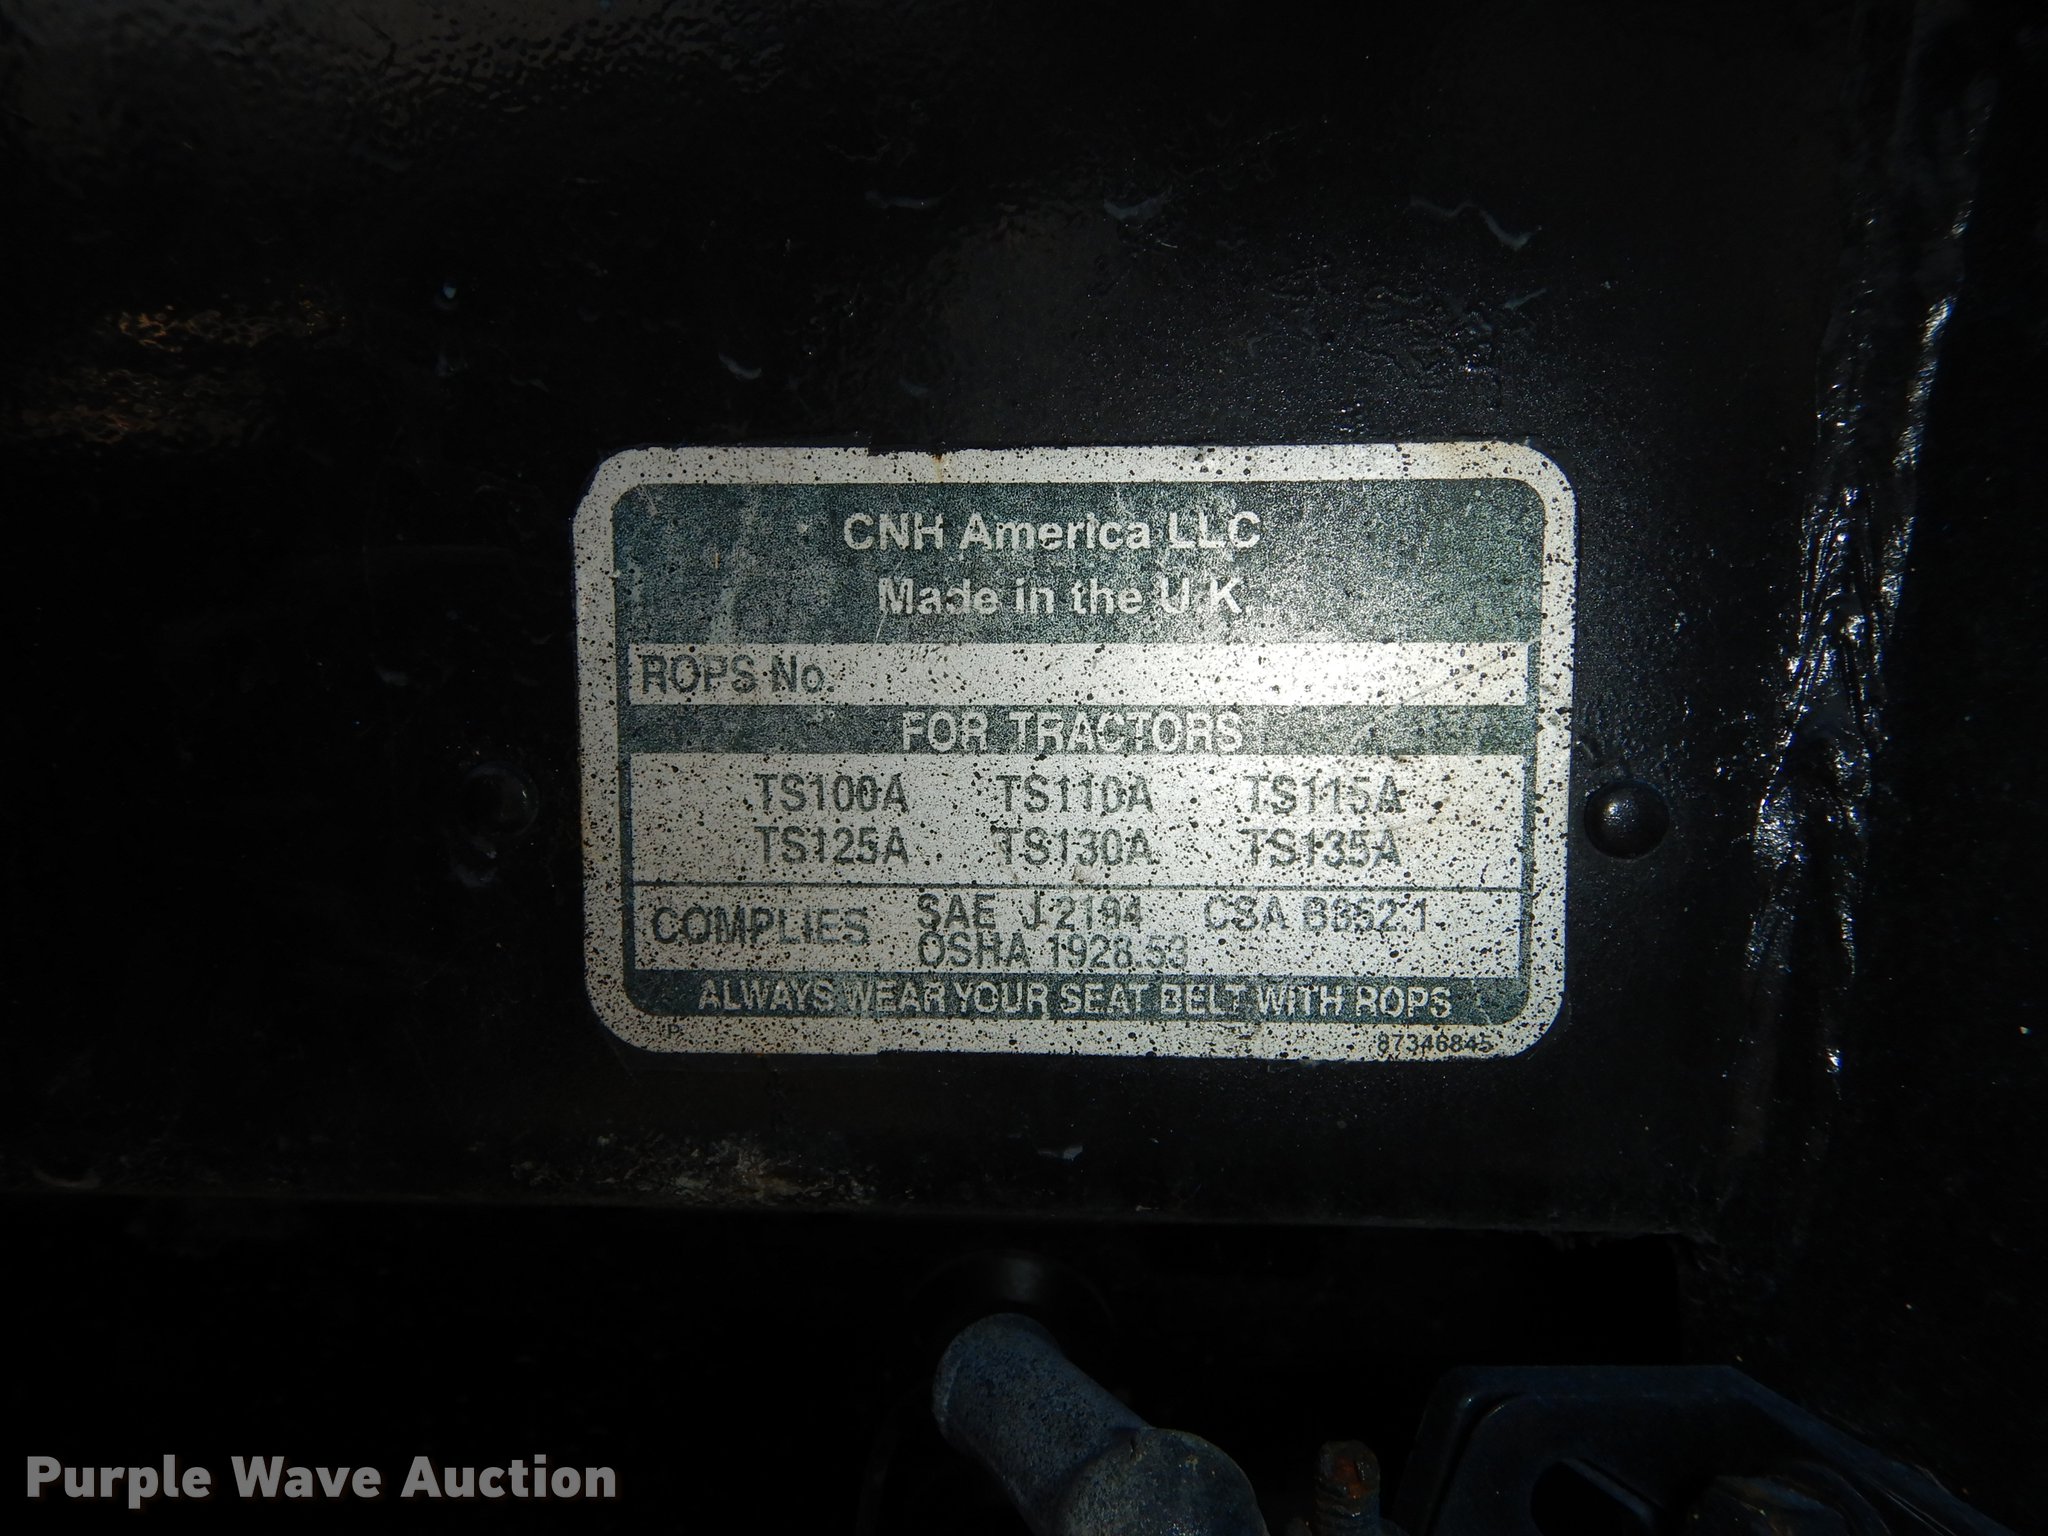 CNH America LLC
Made in the U.K.
ROPS No.
FOR TRACTORS
TS100A TS110A TS115A
TS125A TS130A TS135A
COMPLIES SAE J 2194 CSA B352.1
OSHA 1928.53
ALWAYS WEAR YOUR SEAT BELT WITH ROPS
P
87346845
Purple Wave Auction